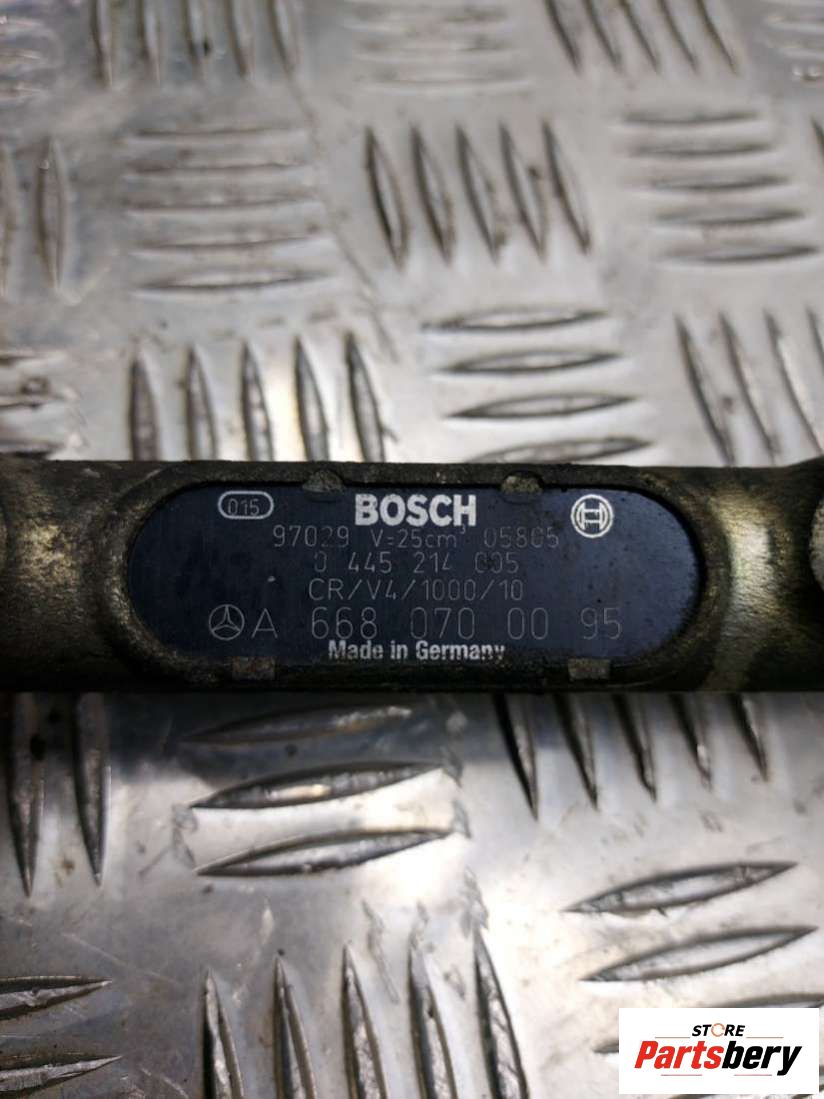 015 BOSCH
97029 V=25cm³ 05805
0 445 214 005
CR/V4/1000/10
A 668 070 00 95
Made in Germany
STORE
Partsbery